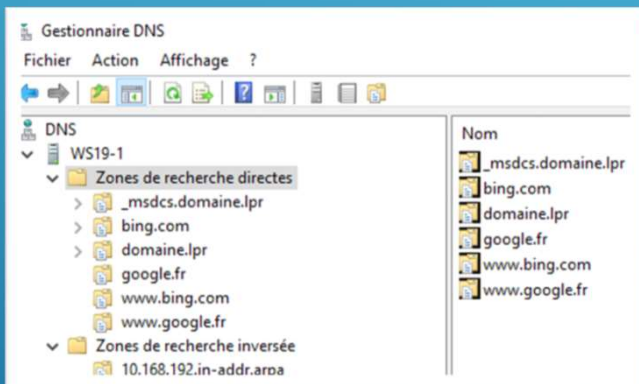 Gestionnaire DNS
Fichier Action Affichage ?
DNS
WS19-1
Zones de recherche directes
_msdcs.domaine.lpr
bing.com
domaine.lpr
google.fr
www.bing.com
www.google.fr
Zones de recherche inversée
10.168.192.in-addr.arpa
Nom
_msdcs.domaine.lpr
bing.com
domaine.lpr
google.fr
www.bing.com
www.google.fr